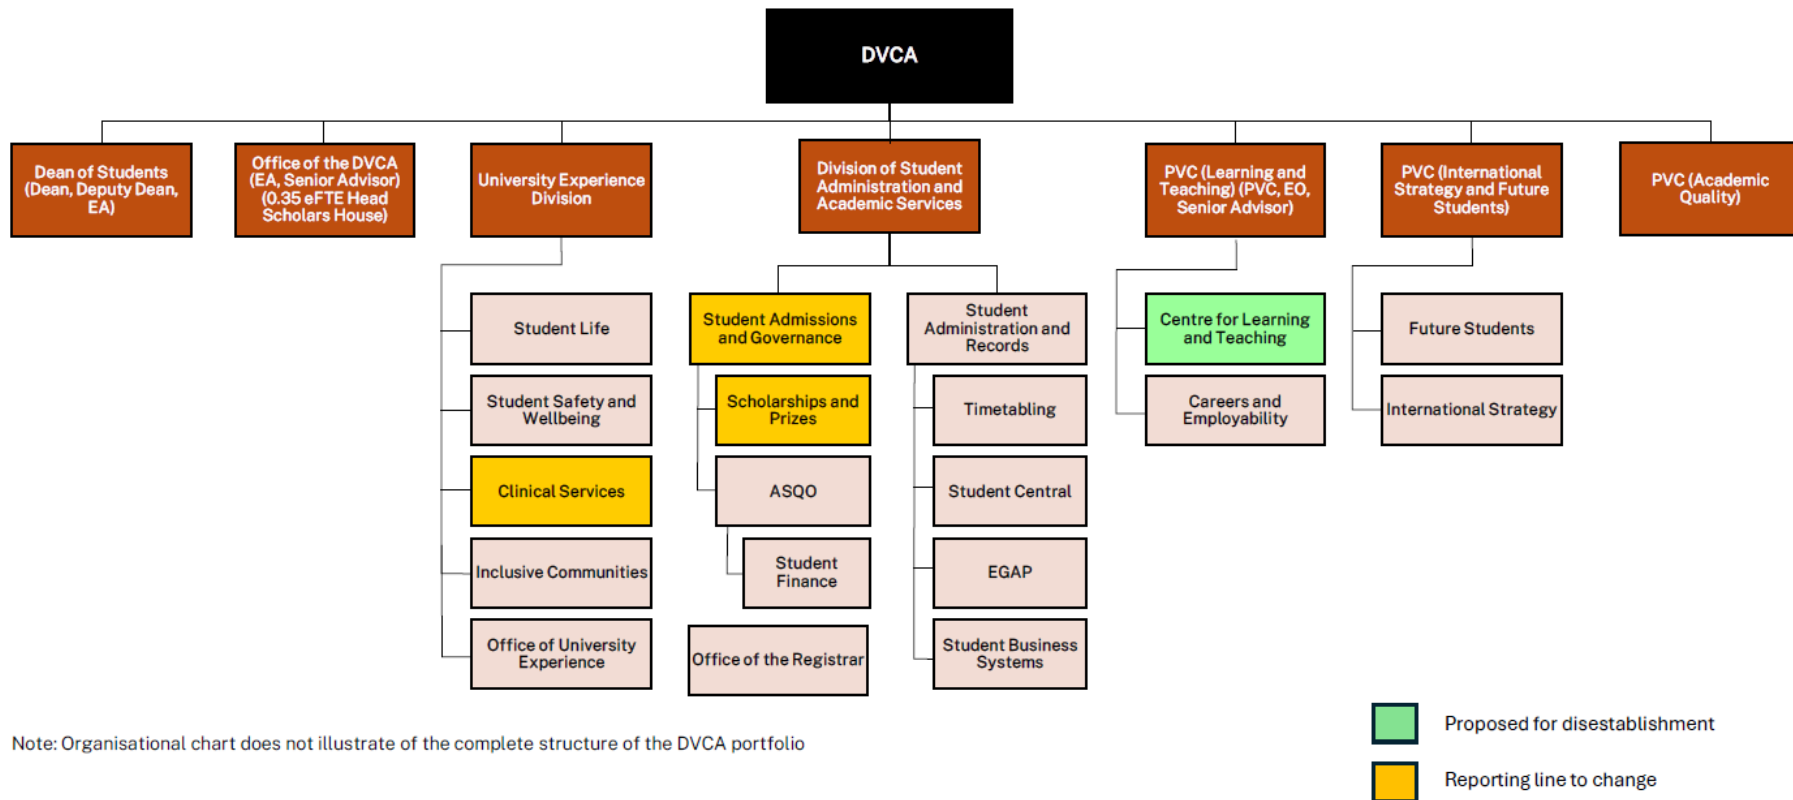 DVCA
Dean of Students
(Dean, Deputy Dean,
EA)
Office of the DVCA
(EA, Senior Advisor)
(0.35 eFTE Head
Scholars House)
University Experience
Division
Division of Student
Administration and
Academic Services
PVC (Learning and
Teaching) (PVC, EO,
Senior Advisor)
PVC (International
Strategy and Future
Students)
PVC (Academic
Quality)
Student Life
Student Safety and
Wellbeing
Clinical Services
Inclusive Communities
Office of University
Experience
Student Admissions
and Governance
Scholarships and
Prizes
ASQO
Student
Finance
Office of the Registrar
Student
Administration and
Records
Timetabling
Student Central
EGAP
Student Business
Systems
Centre for Learning
and Teaching
Careers and
Employability
Future Students
International Strategy
Note: Organisational chart does not illustrate of the complete structure of the DVCA portfolio
Proposed for disestablishment
Reporting line to change